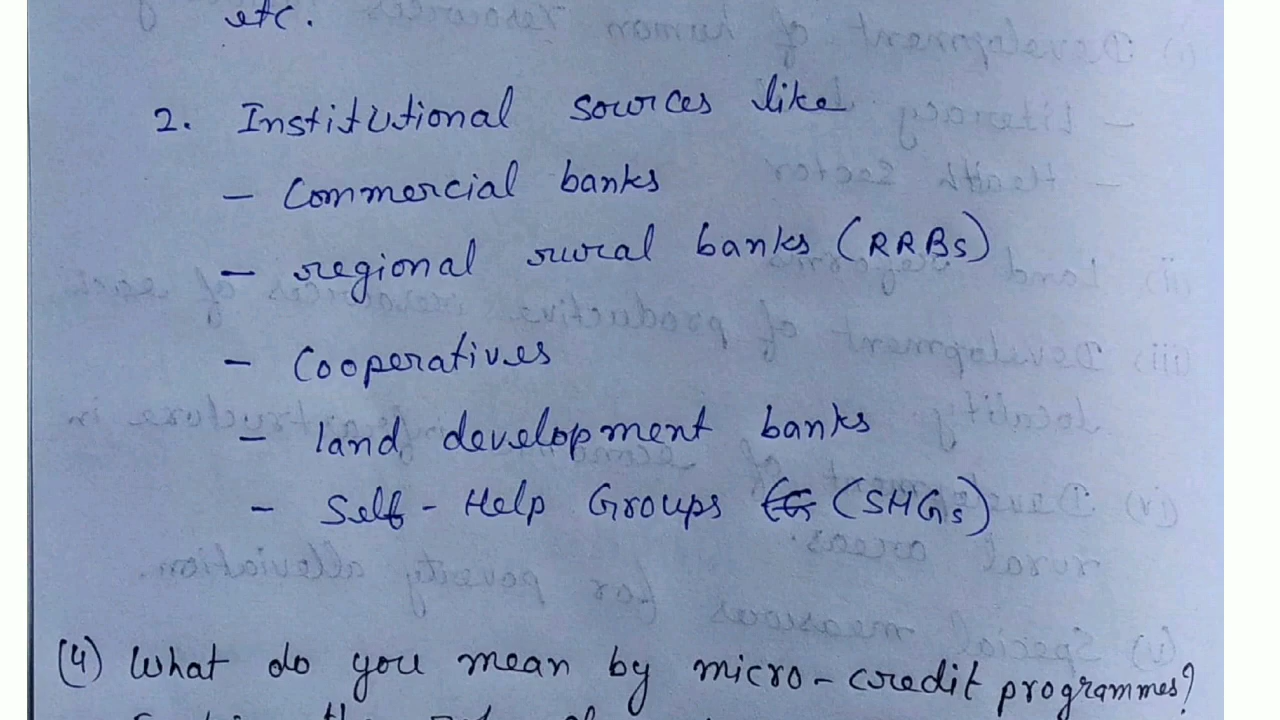 etc.
2. Institutional sources like
- Commercial banks
- regional rural banks (RRBs)
- Cooperatives
- land development banks
- Self-Help Groups (SHGs)
(4) What do you mean by micro-credit programmes?